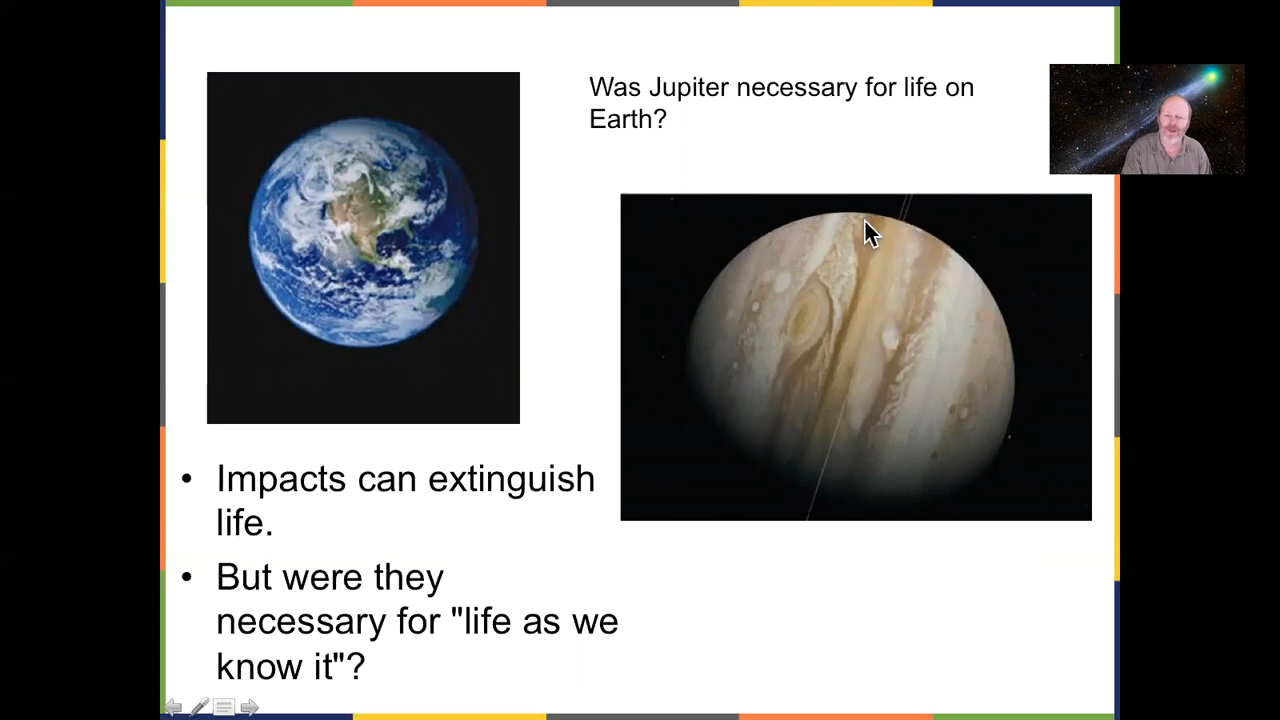 Was Jupiter necessary for life on
Earth?
• Impacts can extinguish
life.
• But were they
necessary for "life as we
know it"?